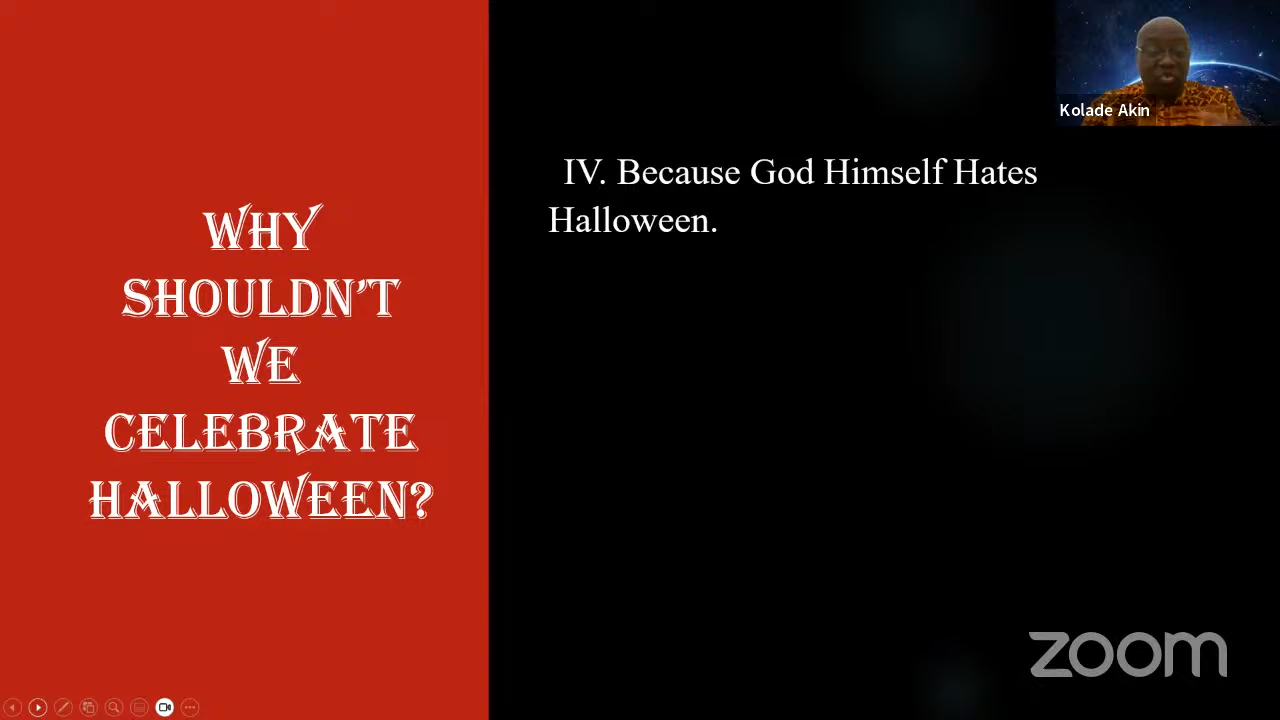 WHY
SHOULDN'T
WE
CELEBRATE
HALLOWEEN?
IV. Because God Himself Hates
Halloween.
Kolade Akin
zoom